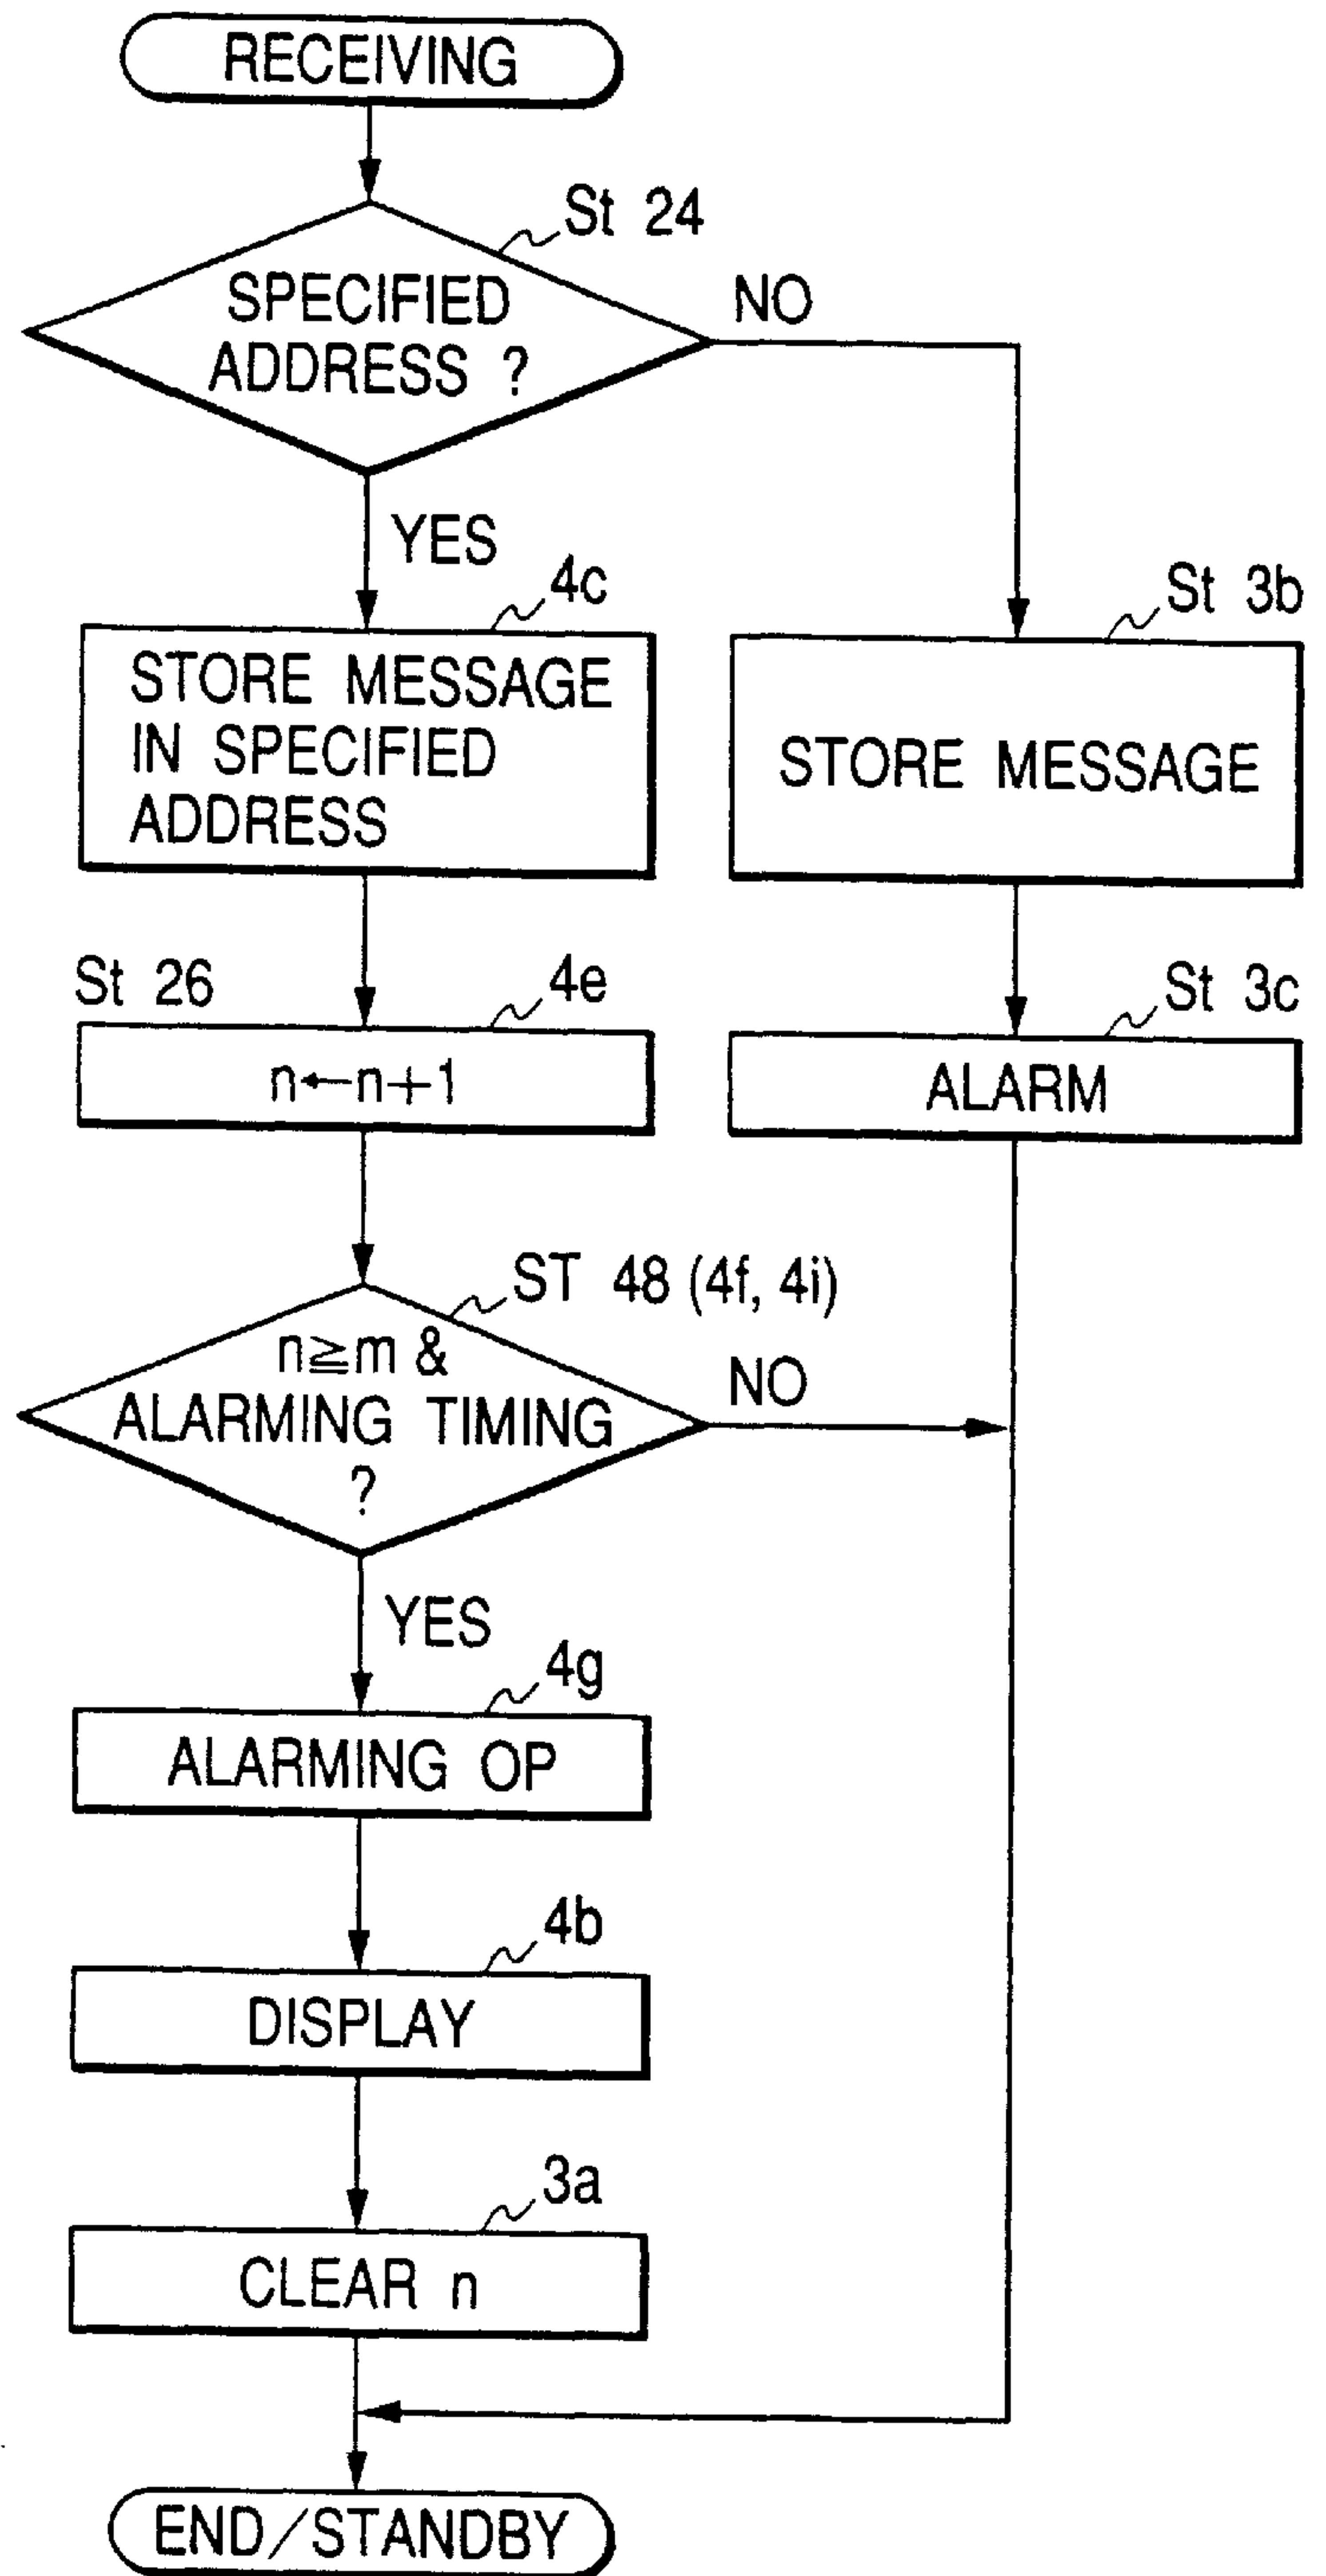 RECEIVING
St 24
SPECIFIED
ADDRESS ?
NO
YES
4c
STORE MESSAGE
IN SPECIFIED
ADDRESS
St 3b
STORE MESSAGE
St 26
4e
n←n+1
St 3c
ALARM
ST 48 (4f, 4i)
n≧m &
ALARMING TIMING
?
NO
YES
4g
ALARMING OP
4b
DISPLAY
3a
CLEAR n
END/STANDBY